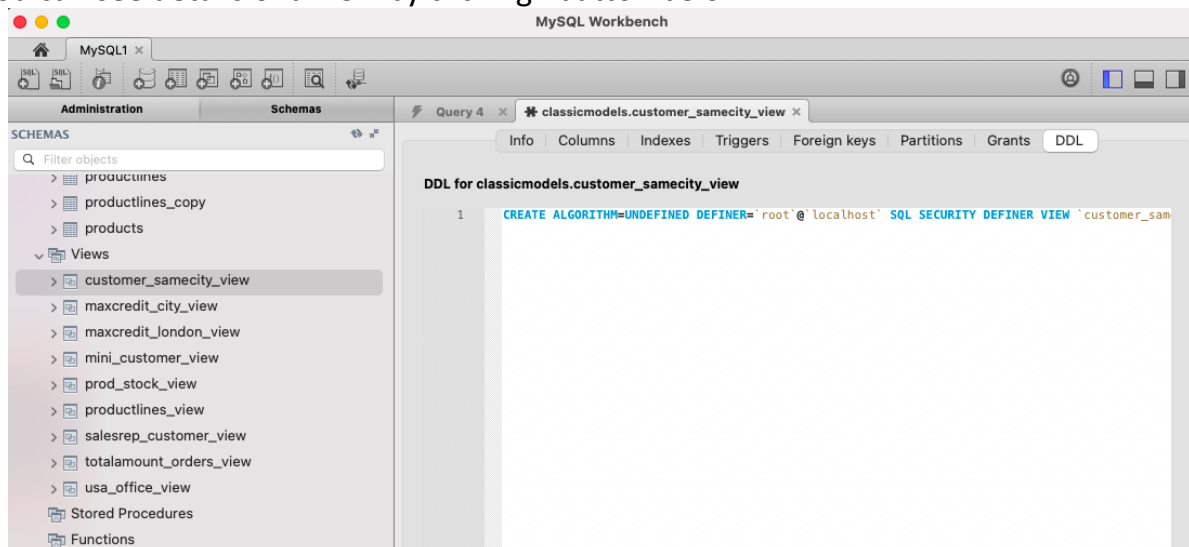 MySQL Workbench
MySQL1 ×
Administration Schemas
Query 4 × classicmodels.customer_samecity_view ×
SCHEMAS
Info Columns Indexes Triggers Foreign keys Partitions Grants DDL
Filter objects
productlines
DDL for classicmodels.customer_samecity_view
productlines_copy
1 CREATE ALGORITHM=UNDEFINED DEFINER=`root`@`localhost` SQL SECURITY DEFINER VIEW `customer_sam
products
Views
customer_samecity_view
maxcredit_city_view
maxcredit_london_view
mini_customer_view
prod_stock_view
productlines_view
salesrep_customer_view
totalamount_orders_view
usa_office_view
Stored Procedures
Functions